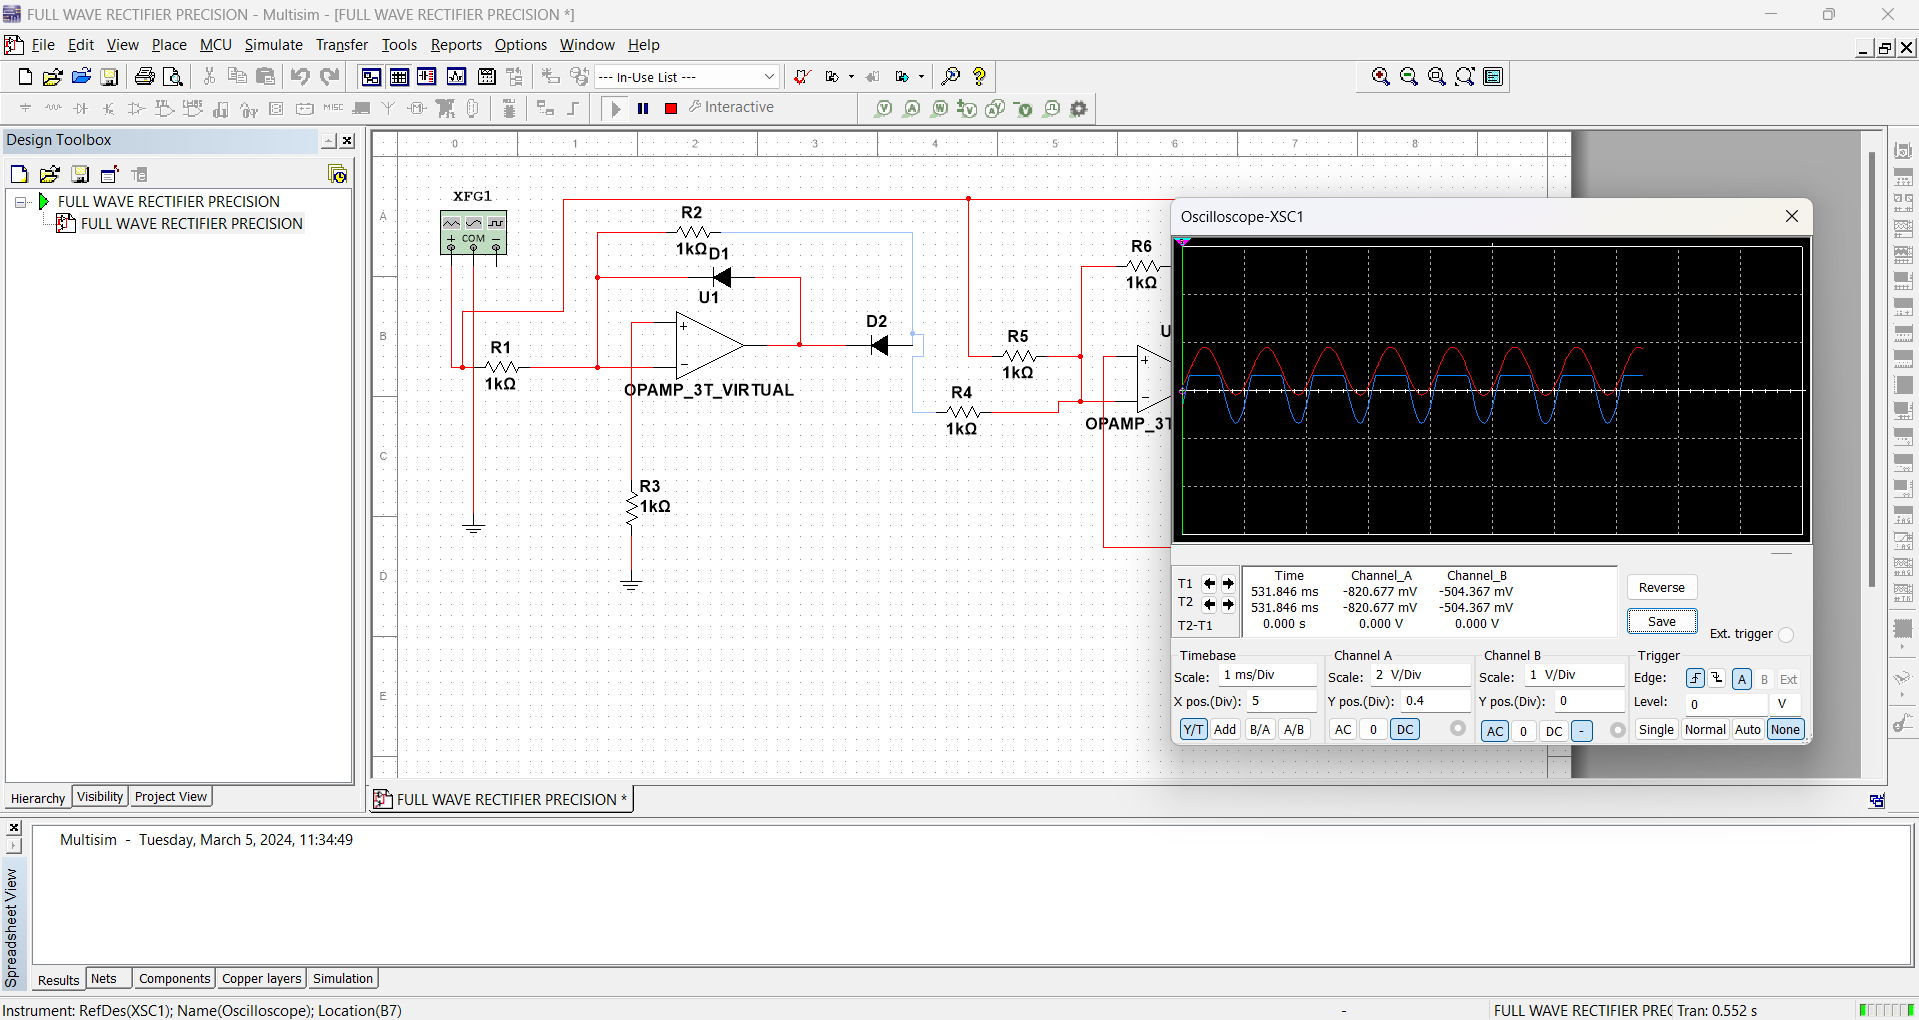 FULL WAVE RECTIFIER PRECISION - Multisim - [FULL WAVE RECTIFIER PRECISION *]
File Edit View Place MCU Simulate Transfer Tools Reports Options Window Help
--- In-Use List ---
MISC Interactive
V A W V A V
Design Toolbox
FULL WAVE RECTIFIER PRECISION
FULL WAVE RECTIFIER PRECISION
0 1 2 3 4 5 6 7 8
A
B
C
D
E
XFG1
COM
R2
1kΩ
D1
U1
R1
1kΩ
OPAMP_3T_VIRTUAL
D2
R3
1kΩ
R5
1kΩ
R4
1kΩ
R6
1kΩ
U
OPAMP_3T
Oscilloscope-XSC1
Time Channel_A Channel_B
T1 531.846 ms -820.677 mV -504.367 mV
T2 531.846 ms -820.677 mV -504.367 mV
T2-T1 0.000 s 0.000 V 0.000 V
Reverse
Save
Ext. trigger
Timebase Channel A Channel B Trigger
Scale: 1 ms/Div Scale: 2 V/Div Scale: 1 V/Div Edge: A B Ext
X pos.(Div): 5 Y pos.(Div): 0.4 Y pos.(Div): 0 Level: 0 V
Y/T Add B/A A/B AC 0 DC AC 0 DC - Single Normal Auto None
Hierarchy Visibility Project View
FULL WAVE RECTIFIER PRECISION *
Multisim - Tuesday, March 5, 2024, 11:34:49
Spreadsheet View
Results Nets Components Copper layers Simulation
Instrument: RefDes(XSC1); Name(Oscilloscope); Location(B7) - FULL WAVE RECTIFIER PREC Tran: 0.552 s